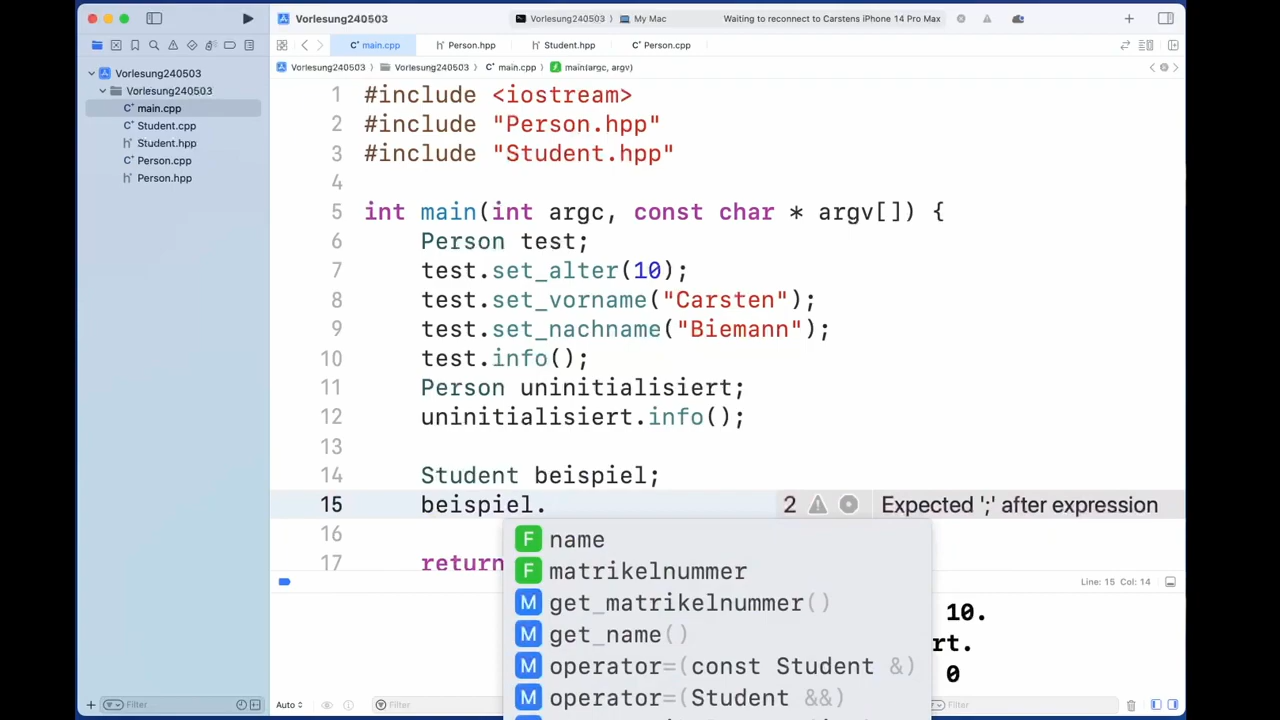 Vorlesung240503
Vorlesung240503 〉 My Mac
Waiting to reconnect to Carstens iPhone 14 Pro Max
main.cpp
Person.hpp
Student.hpp
Person.cpp
Vorlesung240503 〉 Vorlesung240503 〉 main.cpp 〉 main(argc, argv)
Vorlesung240503
Vorlesung240503
main.cpp
Student.cpp
Student.hpp
Person.cpp
Person.hpp
1 #include <iostream>
2 #include "Person.hpp"
3 #include "Student.hpp"
4
5 int main(int argc, const char * argv[]) {
6 Person test;
7 test.set_alter(10);
8 test.set_vorname("Carsten");
9 test.set_nachname("Biemann");
10 test.info();
11 Person uninitialisiert;
12 uninitialisiert.info();
13
14 Student beispiel;
15 beispiel. 2 Expected ';' after expression
16
17 return
F name
F matrikelnummer
M get_matrikelnummer()
M get_name()
M operator=(const Student &)
M operator=(Student &&)
Line: 15 Col: 14
10.
rt.
0
Filter
Auto
Filter
Filter